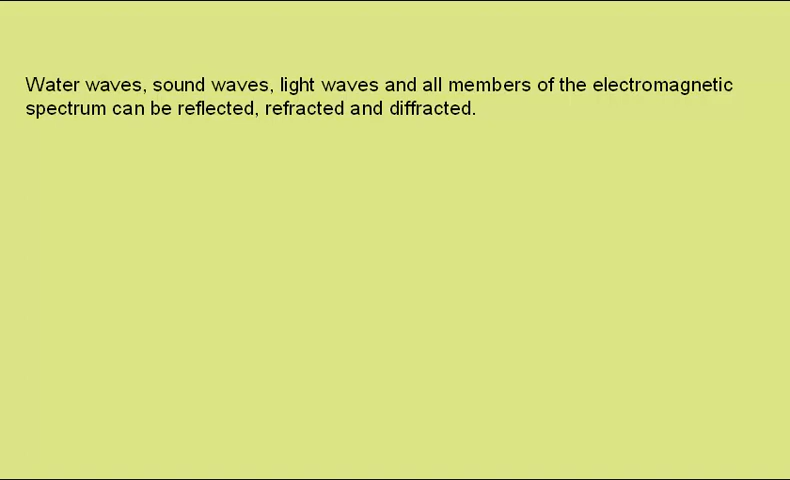 Water waves, sound waves, light waves and all members of the electromagnetic
spectrum can be reflected, refracted and diffracted.